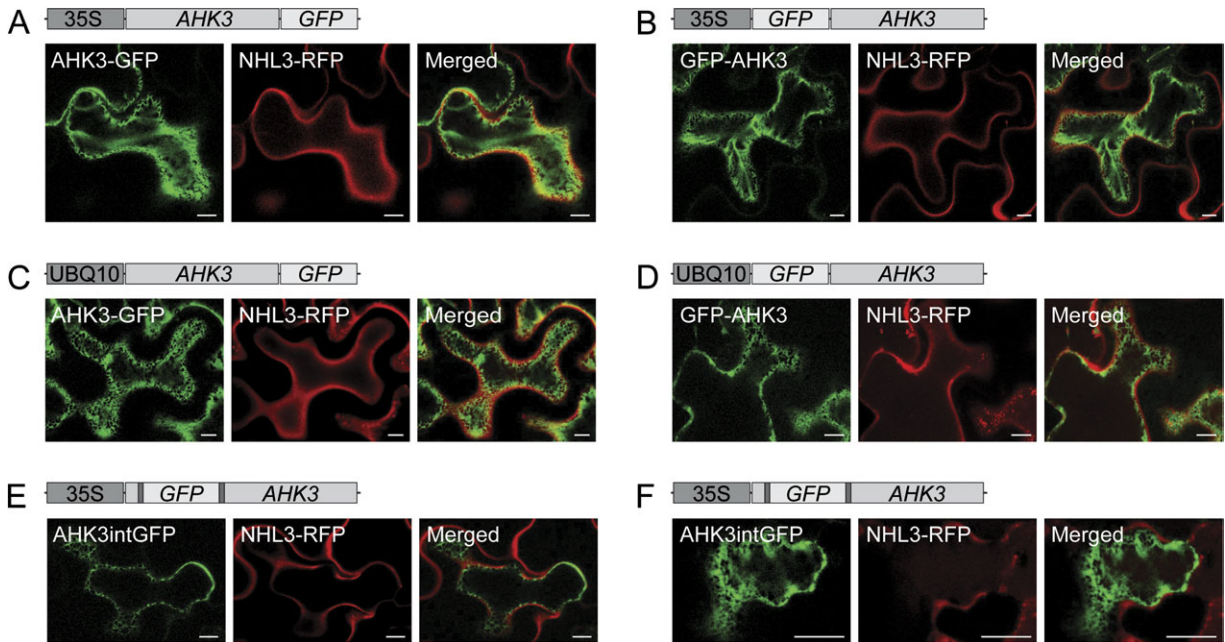 A 35S AHK3 GFP
AHK3-GFP NHL3-RFP Merged
B 35S GFP AHK3
GFP-AHK3 NHL3-RFP Merged
C UBQ10 AHK3 GFP
AHK3-GFP NHL3-RFP Merged
D UBQ10 GFP AHK3
GFP-AHK3 NHL3-RFP Merged
E 35S GFP AHK3
AHK3intGFP NHL3-RFP Merged
F 35S GFP AHK3
AHK3intGFP NHL3-RFP Merged